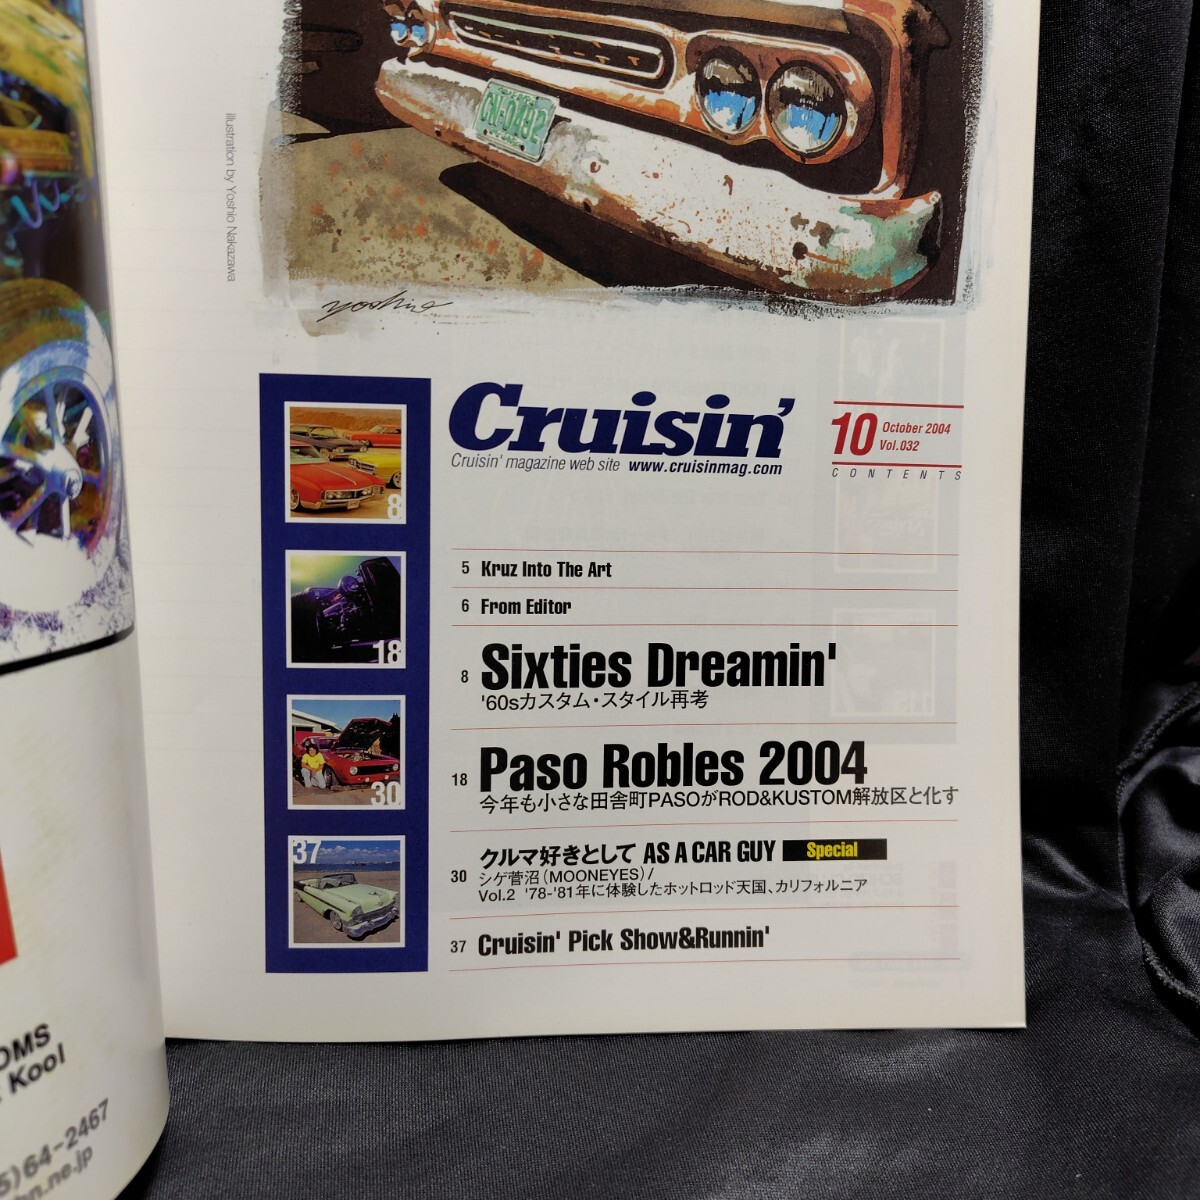 CN-0482
illustration by Yoshio Nakazawa
yoshio
Cruisin'
Cruisin' magazine web site www.cruisinmag.com
10 October 2004
Vol.032
CONTENTS
8
18
30
37
5 Kruz Into The Art
6 From Editor
8 Sixties Dreamin'
'60sカスタム・スタイル再考
18 Paso Robles 2004
今年も小さな田舎町PASOがROD&KUSTOM解放区と化す
クルマ好きとして AS A CAR GUY Special
30 シゲ菅沼(MOONEYES)/
Vol.2 '78-'81年に体験したホットロッド天国、カリフォルニア
37 Cruisin' Pick Show&Runnin'
OMS
Kool
5)64-2467
.ne.jp